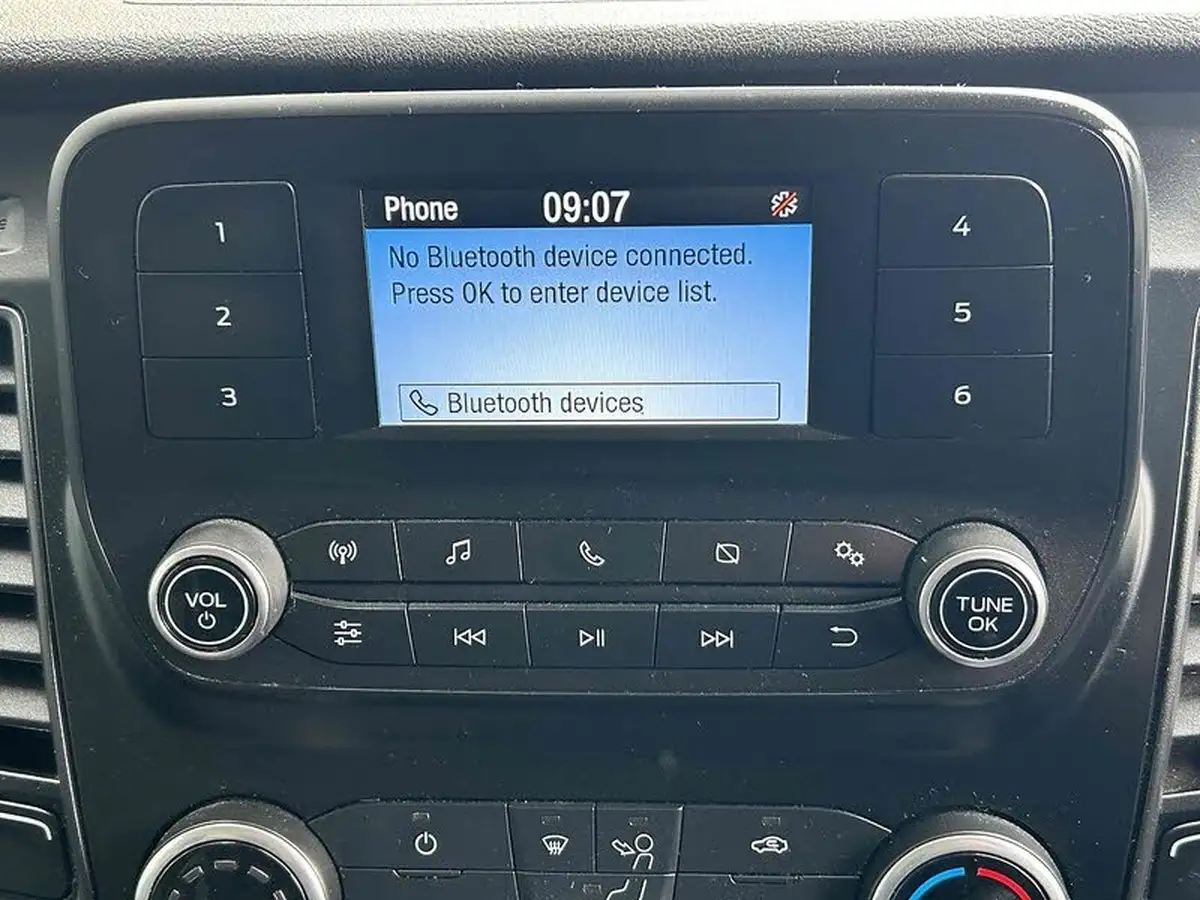 Phone 09:07
No Bluetooth device connected.
Press OK to enter device list.
Bluetooth devices
1
2
3
4
5
6
VOL
TUNE
OK